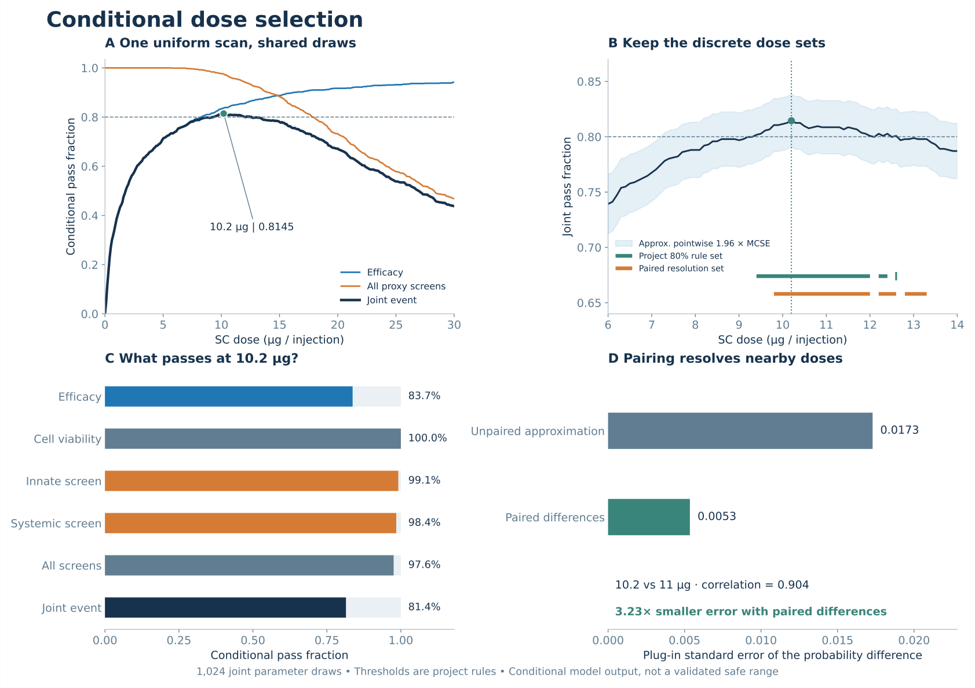 Conditional dose selection
A One uniform scan, shared draws
Conditional pass fraction
1.0
0.8
0.6
0.4
0.2
0.0
10.2 µg | 0.8145
Efficacy
All proxy screens
Joint event
0 5 10 15 20 25 30
SC dose (µg / injection)
B Keep the discrete dose sets
Joint pass fraction
0.85
0.80
0.75
0.70
0.65
Approx. pointwise 1.96 × MCSE
Project 80% rule set
Paired resolution set
6 7 8 9 10 11 12 13 14
SC dose (µg / injection)
C What passes at 10.2 µg?
Efficacy 83.7%
Cell viability 100.0%
Innate screen 99.1%
Systemic screen 98.4%
All screens 97.6%
Joint event 81.4%
0.00 0.25 0.50 0.75 1.00
Conditional pass fraction
D Pairing resolves nearby doses
Unpaired approximation 0.0173
Paired differences 0.0053
10.2 vs 11 µg · correlation = 0.904
3.23× smaller error with paired differences
0.000 0.005 0.010 0.015 0.020
Plug-in standard error of the probability difference
1,024 joint parameter draws • Thresholds are project rules • Conditional model output, not a validated safe range